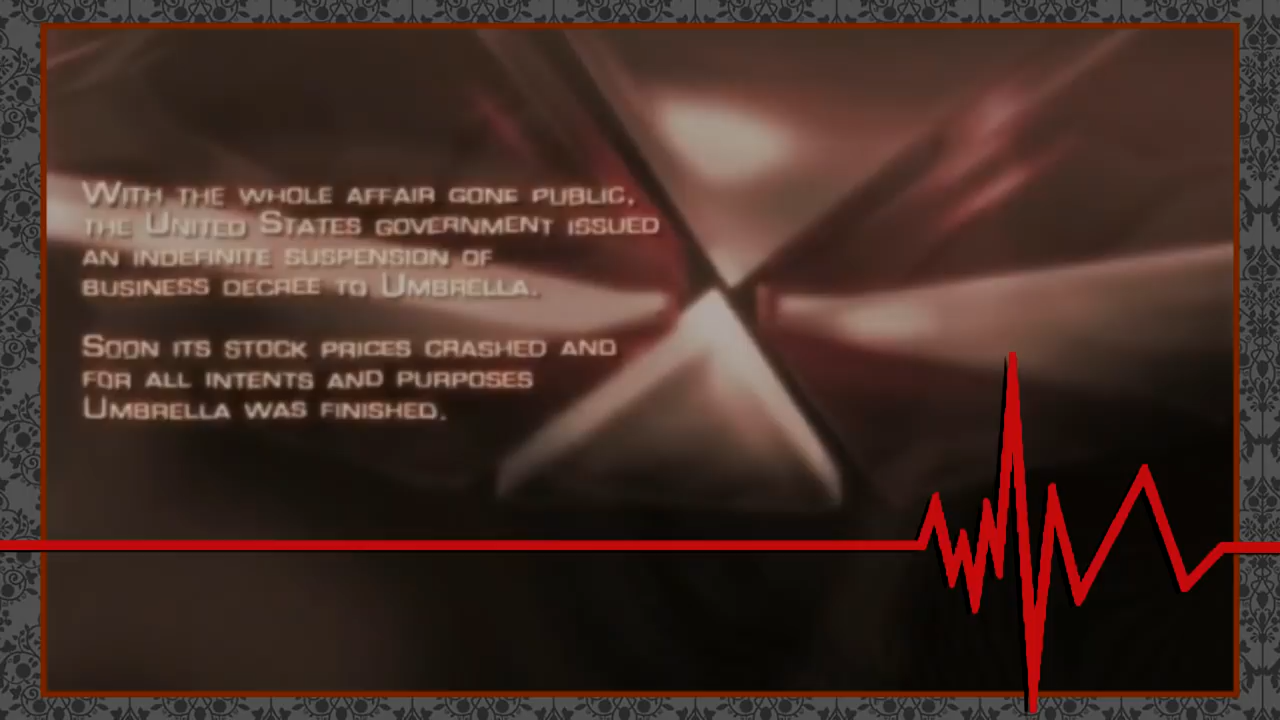 With the whole affair gone public,
the United States government issued
an indefinite suspension of
business decree to Umbrella.
Soon its stock prices crashed and
for all intents and purposes
Umbrella was finished.